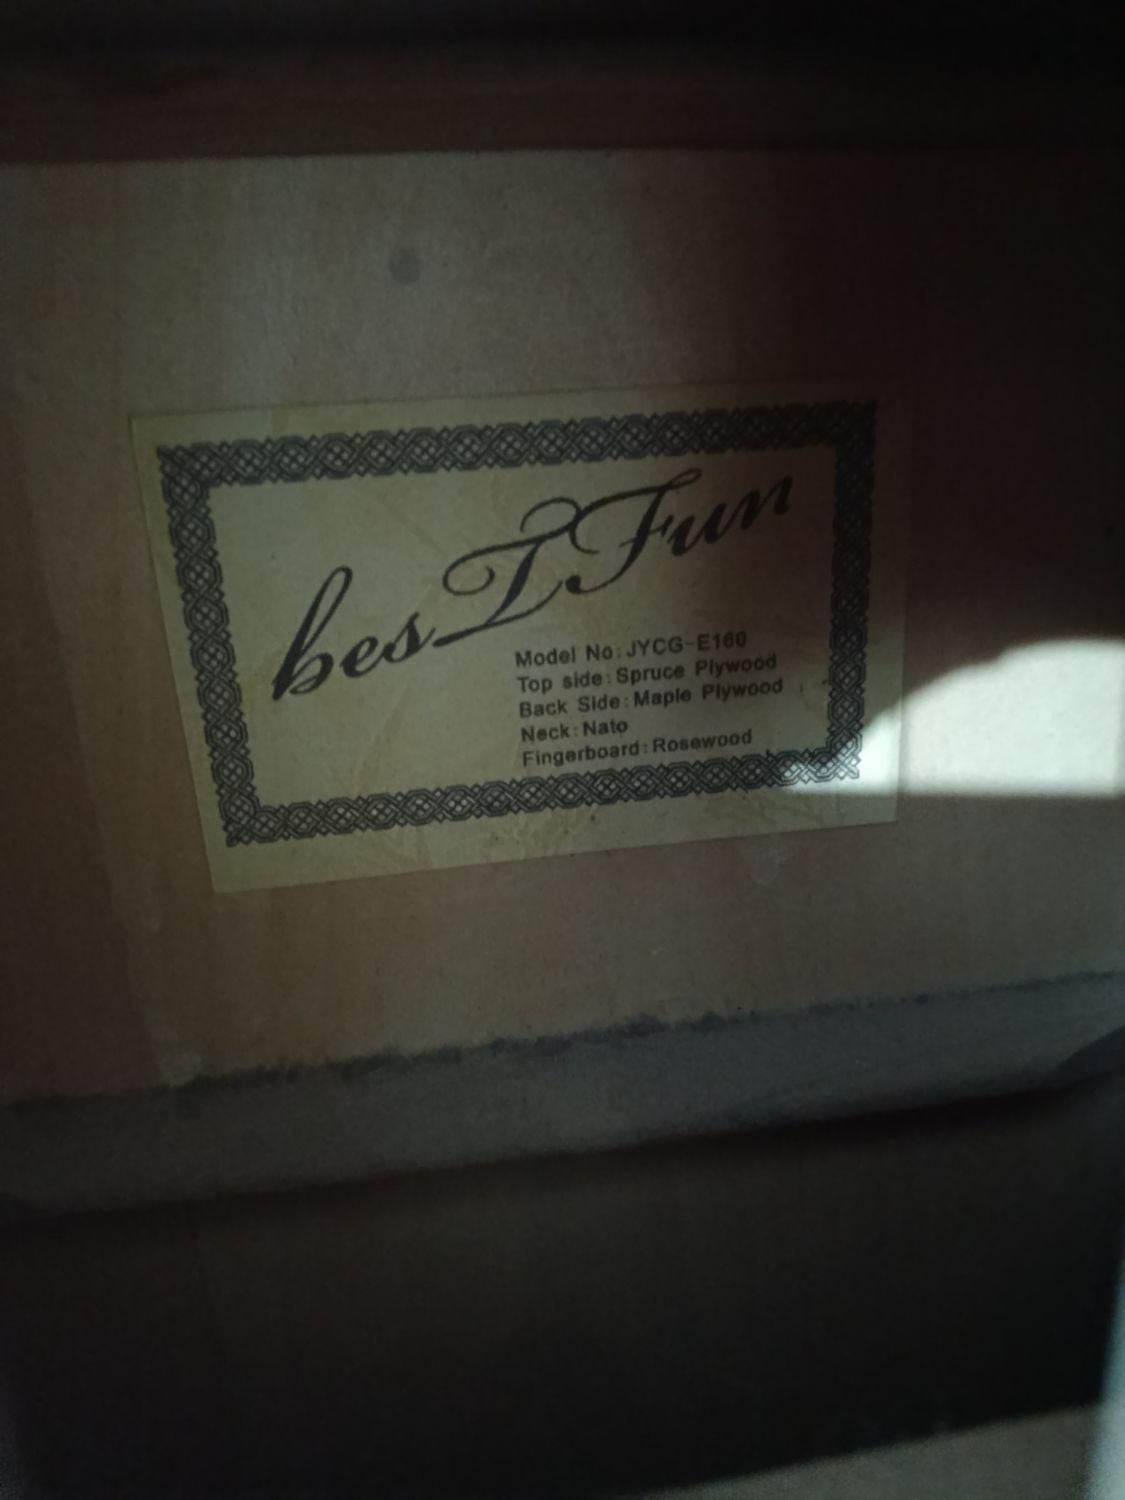 besTFun
Model No:JYCG-E160
Top side:Spruce Plywood
Back Side:Maple Plywood
Neck:Nato
Fingerboard:Rosewood